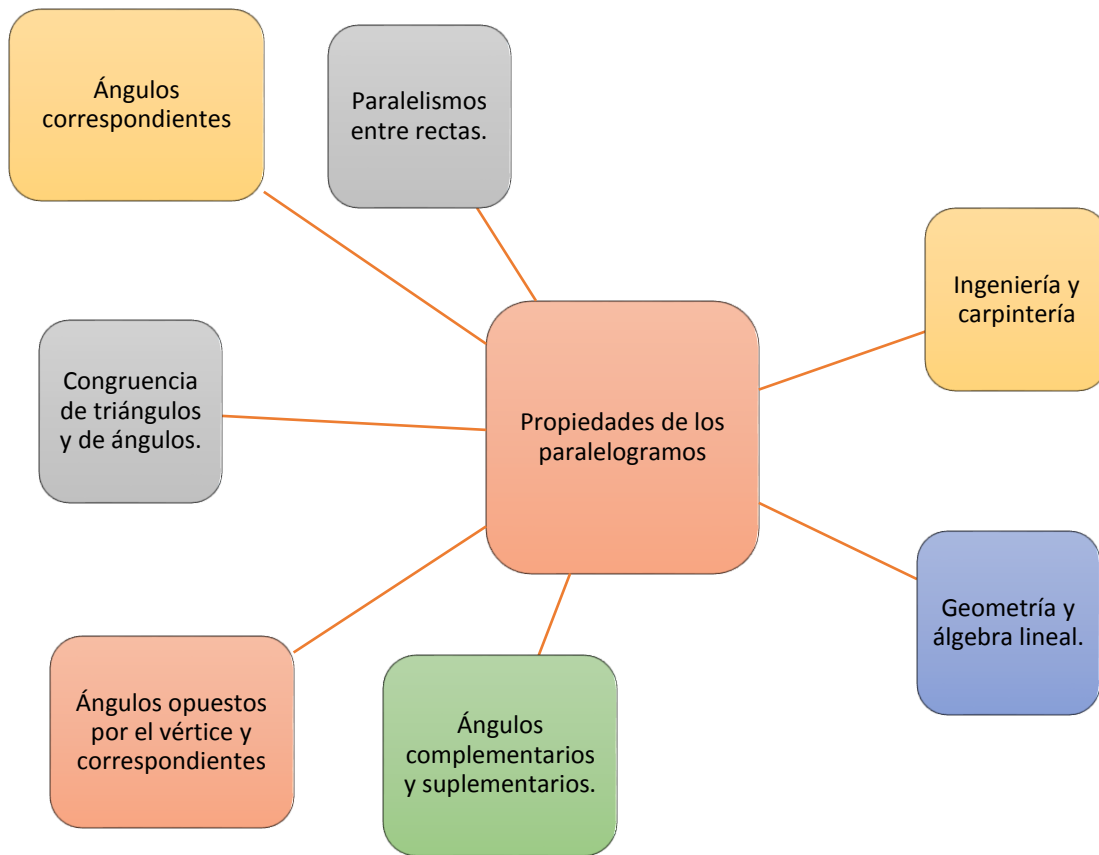 Ángulos
correspondientes
Paralelismos
entre rectas.
Ingeniería y
carpintería
Congruencia
de triángulos
y de ángulos.
Propiedades de los
paralelogramos
Geometría y
álgebra lineal.
Ángulos opuestos
por el vértice y
correspondientes
Ángulos
complementarios
y suplementarios.